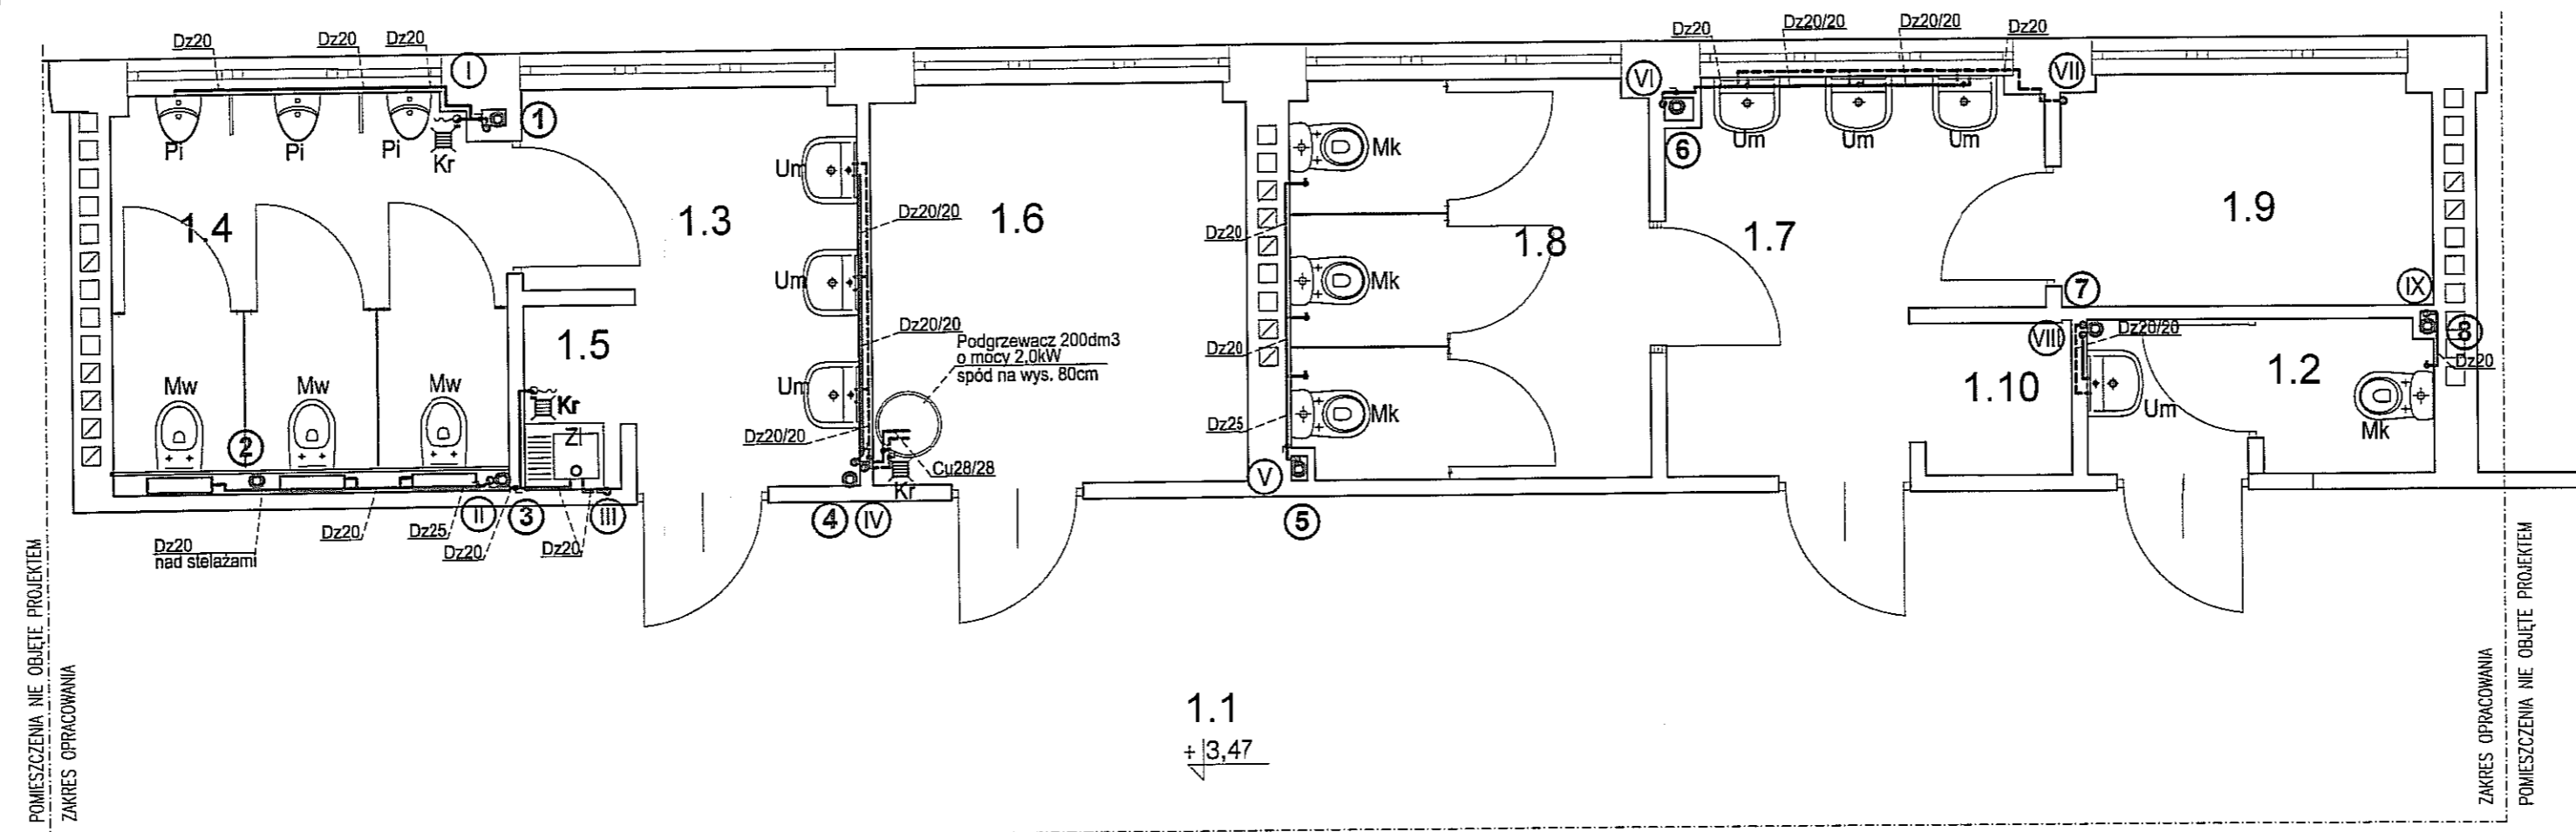 Dz20
Dz20
Dz20
Dz20
Dz20/20
Dz20/20
Dz20
I
1
VI
VII
6
Pi
Pi
Pi
Kr
Um
Um
Um
Um
Mk
1.4
1.3
Dz20/20
1.6
Dz20
1.8
1.7
1.9
Um
Mk
7
IX
1.5
Dz20/20
Podgrzewacz 200dm3
o mocy 2,0kW
spód na wys. 80cm
Dz20
VIII
Dz20/20
8
Dz20
1.10
1.2
Mw
Mw
Mw
Kr
Um
Mk
Dz25
Um
Mk
2
Zl
Dz20/20
Cu28/28
Kr
V
Dz20
nad stelażami
Dz20
Dz25
II
Dz20
3
Dz20
III
4
IV
5
POMIESZCZENIA NIE OBJĘTE PROJEKTEM
ZAKRES OPRACOWANIA
1.1
+3,47
ZAKRES OPRACOWANIA
POMIESZCZENIA NIE OBJĘTE PROJEKTEM